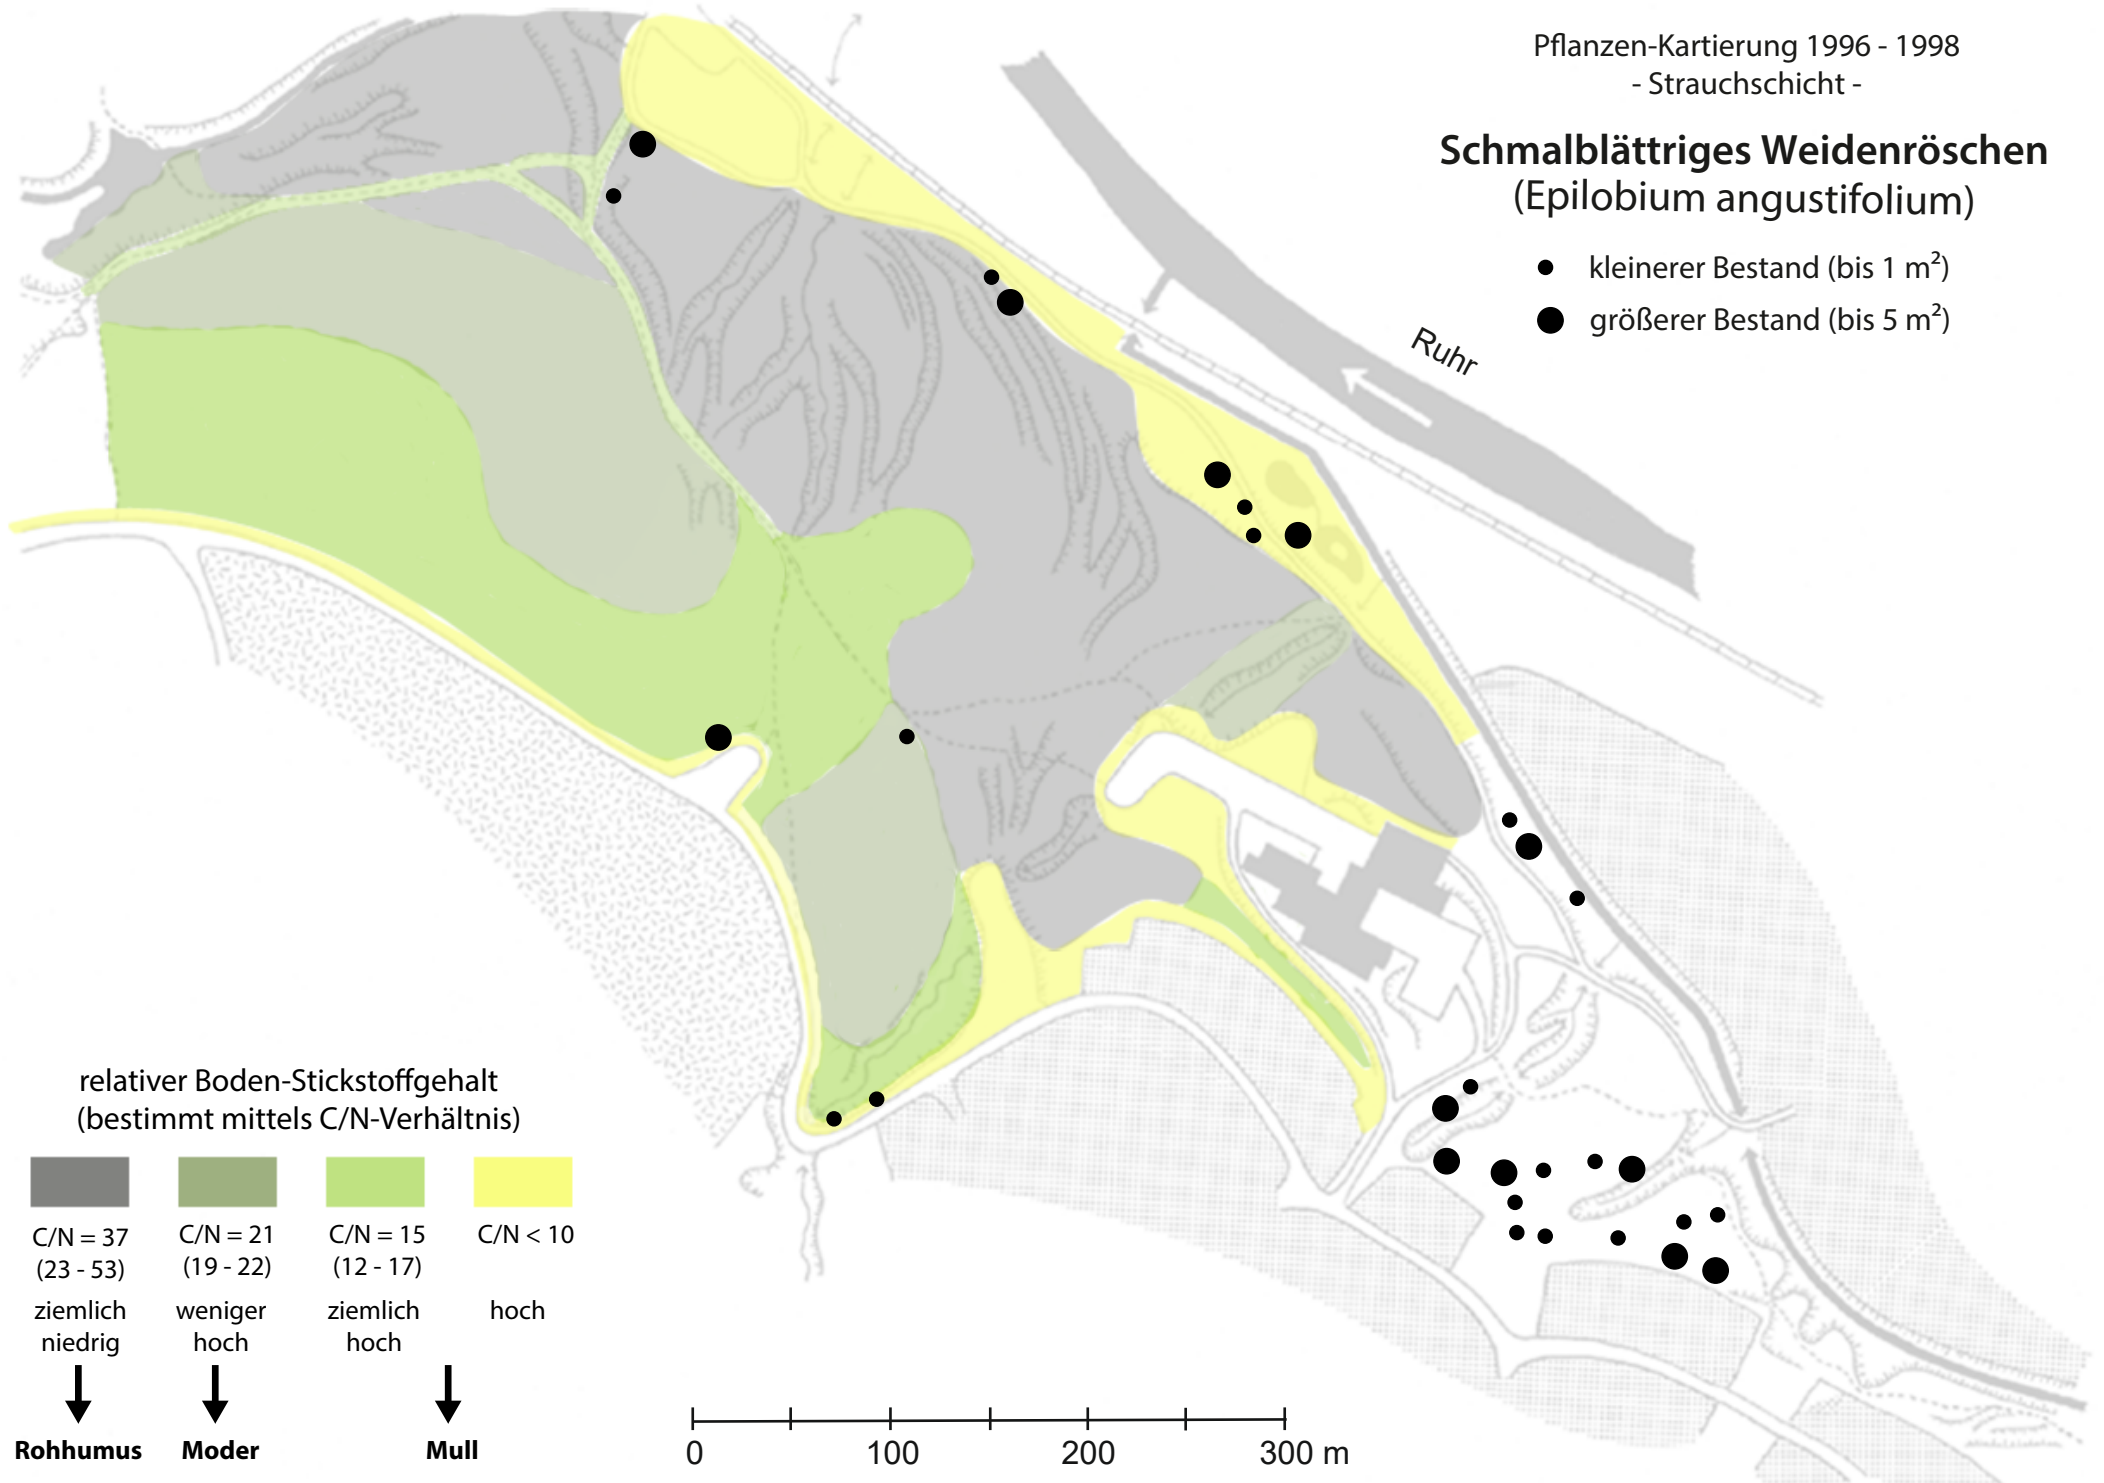 Pflanzen-Kartierung 1996 - 1998
- Strauchschicht -
Schmalblättriges Weidenröschen
(Epilobium angustifolium)
kleinerer Bestand (bis 1 m²)
größerer Bestand (bis 5 m²)
Ruhr
relativer Boden-Stickstoffgehalt
(bestimmt mittels C/N-Verhältnis)
C/N = 37 C/N = 21 C/N = 15 C/N < 10
(23 - 53) (19 - 22) (12 - 17)
ziemlich weniger ziemlich hoch
niedrig hoch hoch
Rohhumus Moder Mull
0 100 200 300 m